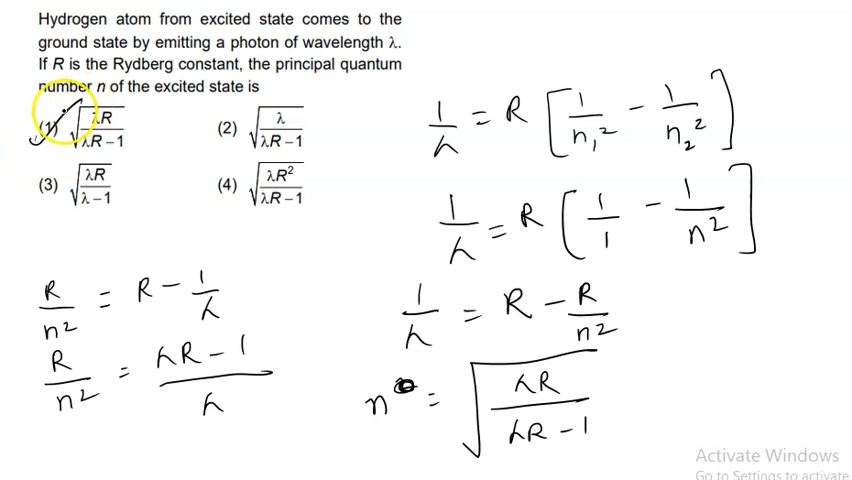 Hydrogen atom from excited state comes to the
ground state by emitting a photon of wavelength λ.
If R is the Rydberg constant, the principal quantum
number n of the excited state is
(1) √(λR/(λR−1)) (2) √(λ/(λR−1))
(3) √(λR/(λ−1)) (4) √(λR²/(λR−1))
1/λ = R [1/n₁² − 1/n₂²]
1/λ = R [1/1 − 1/n²]
1/λ = R − R/n²
R/n² = R − 1/λ
R/n² = (λR − 1)/λ
n = √(λR/(λR − 1))
Activate Windows
Go to Settings to activate